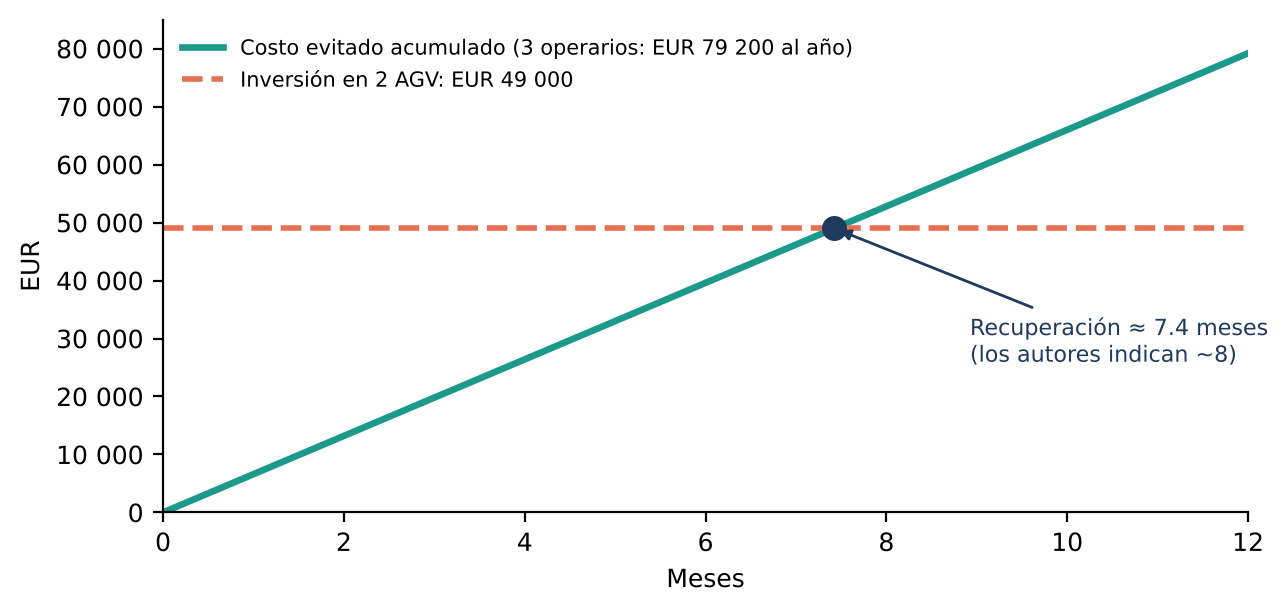 80 000
70 000
60 000
50 000
40 000
30 000
20 000
10 000
0
EUR
Costo evitado acumulado (3 operarios: EUR 79 200 al año)
Inversión en 2 AGV: EUR 49 000
Recuperación ≈ 7.4 meses
(los autores indican ~8)
0 2 4 6 8 10 12
Meses